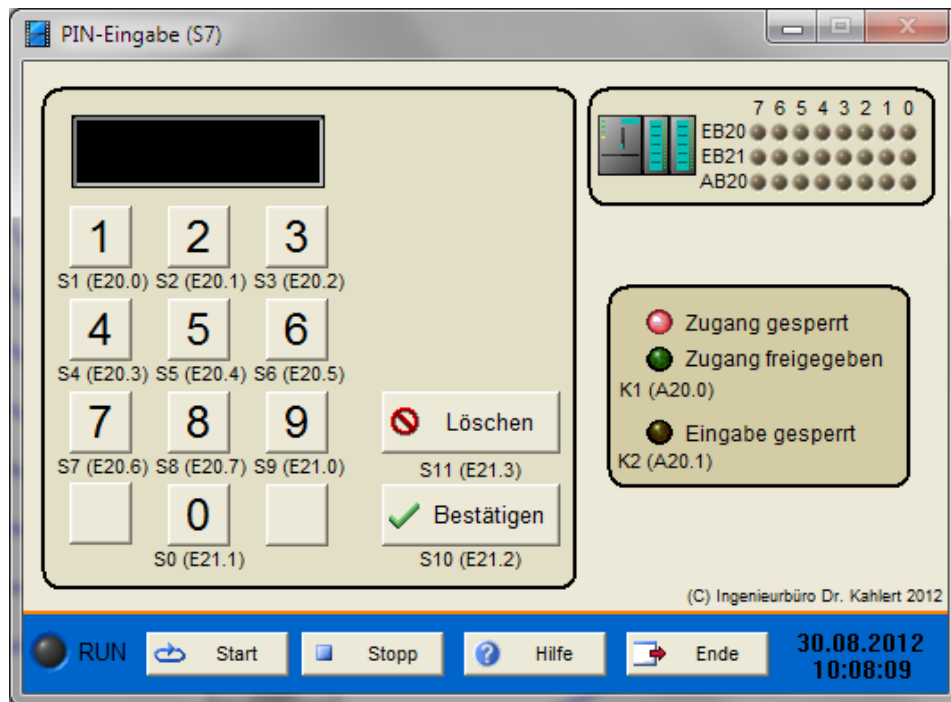 PIN-Eingabe (S7)
7 6 5 4 3 2 1 0
EB20
EB21
AB20
1 2 3
S1 (E20.0) S2 (E20.1) S3 (E20.2)
4 5 6
S4 (E20.3) S5 (E20.4) S6 (E20.5)
7 8 9
S7 (E20.6) S8 (E20.7) S9 (E21.0)
0
S0 (E21.1)
Löschen
S11 (E21.3)
Bestätigen
S10 (E21.2)
Zugang gesperrt
Zugang freigegeben
K1 (A20.0)
Eingabe gesperrt
K2 (A20.1)
(C) Ingenieurbüro Dr. Kahlert 2012
RUN Start Stopp Hilfe Ende
30.08.2012
10:08:09